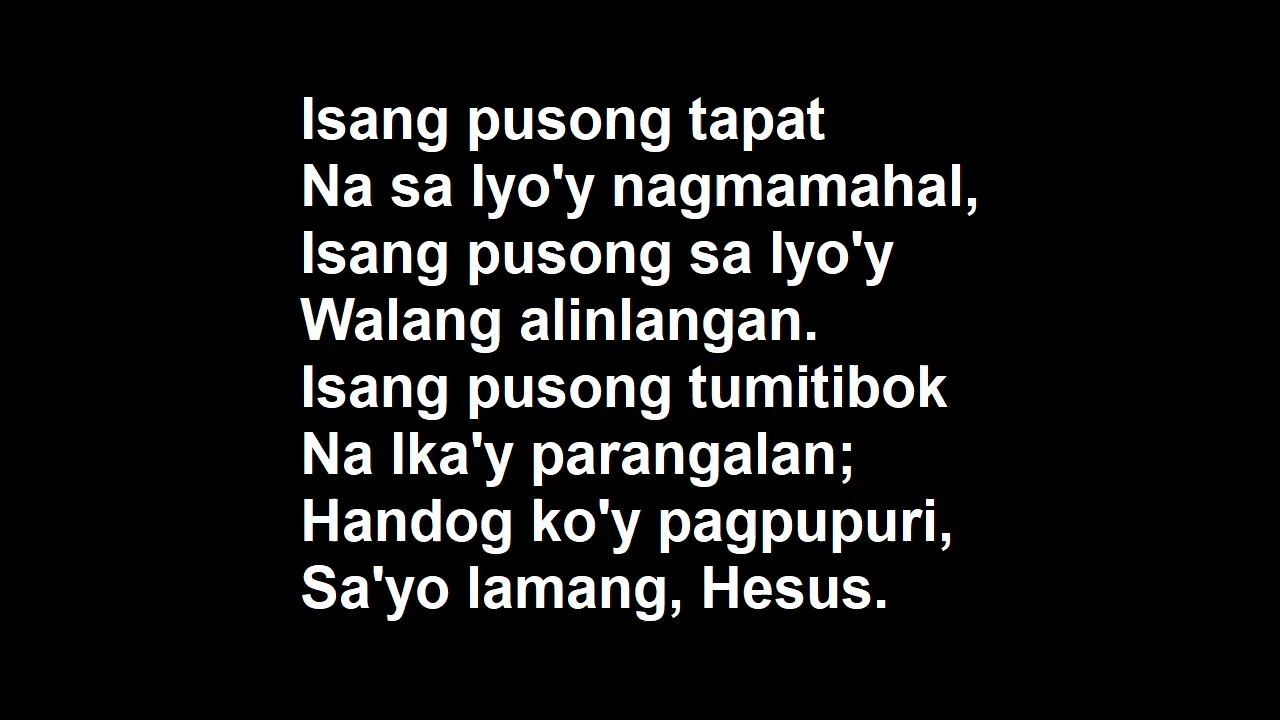 Isang pusong tapat
Na sa Iyo'y nagmamahal,
Isang pusong sa Iyo'y
Walang alinlangan.
Isang pusong tumitibok
Na Ika'y parangalan;
Handog ko'y pagpupuri,
Sa'yo lamang, Hesus.